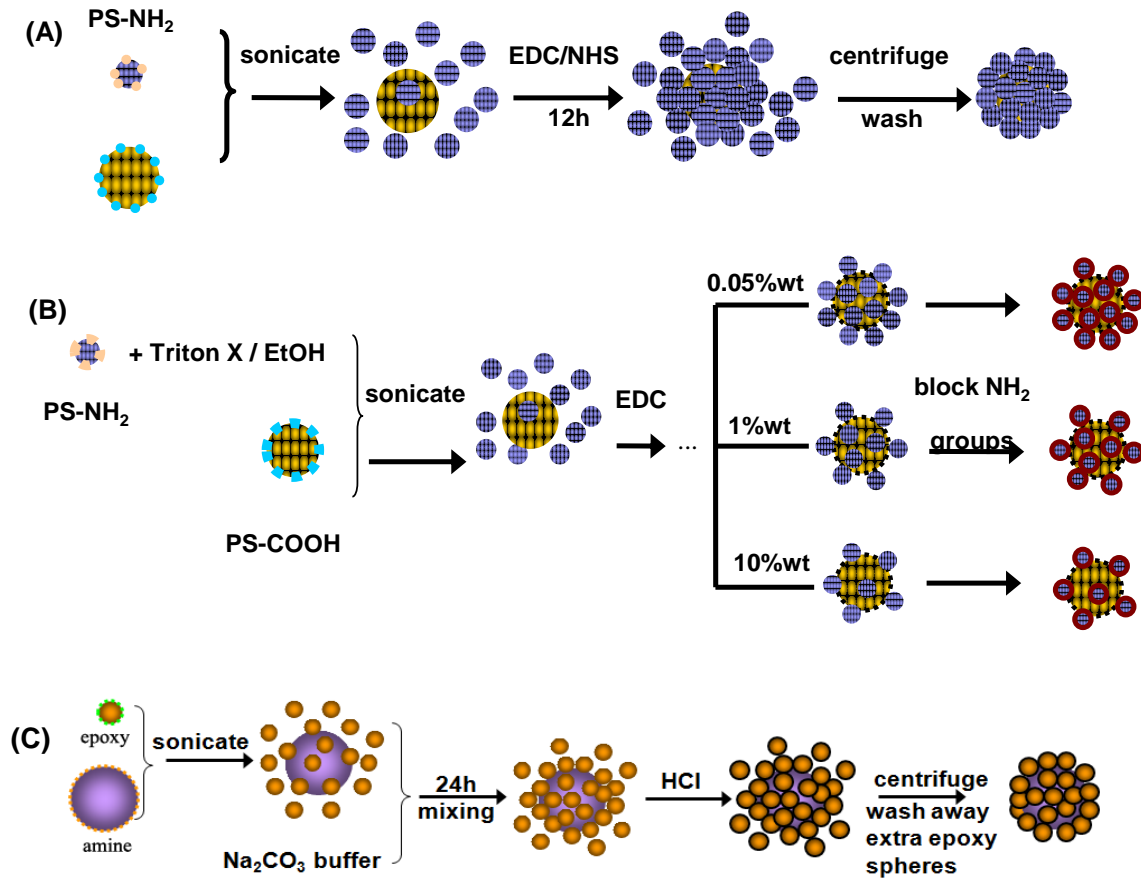 (A)
PS-NH2
sonicate
EDC/NHS
12h
centrifuge
wash
(B)
PS-NH2
+ Triton X / EtOH
PS-COOH
sonicate
EDC
...
0.05%wt
1%wt
10%wt
block NH2
groups
(C)
epoxy
amine
sonicate
Na2CO3 buffer
24h
mixing
HCl
centrifuge
wash away
extra epoxy
spheres